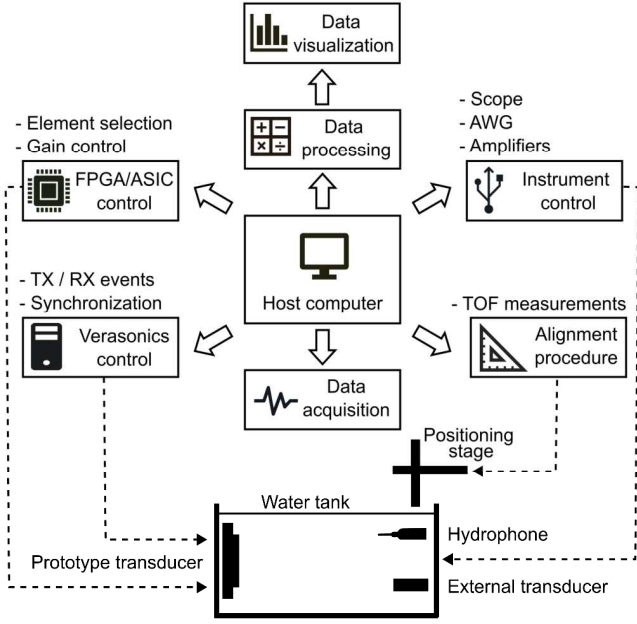 Data
visualization
- Element selection
- Gain control
Data
processing
- Scope
- AWG
- Amplifiers
FPGA/ASIC
control
Instrument
control
Host computer
- TX / RX events
- Synchronization
- TOF measurements
Verasonics
control
Alignment
procedure
Data
acquisition
Positioning
stage
Water tank
Hydrophone
Prototype transducer
External transducer